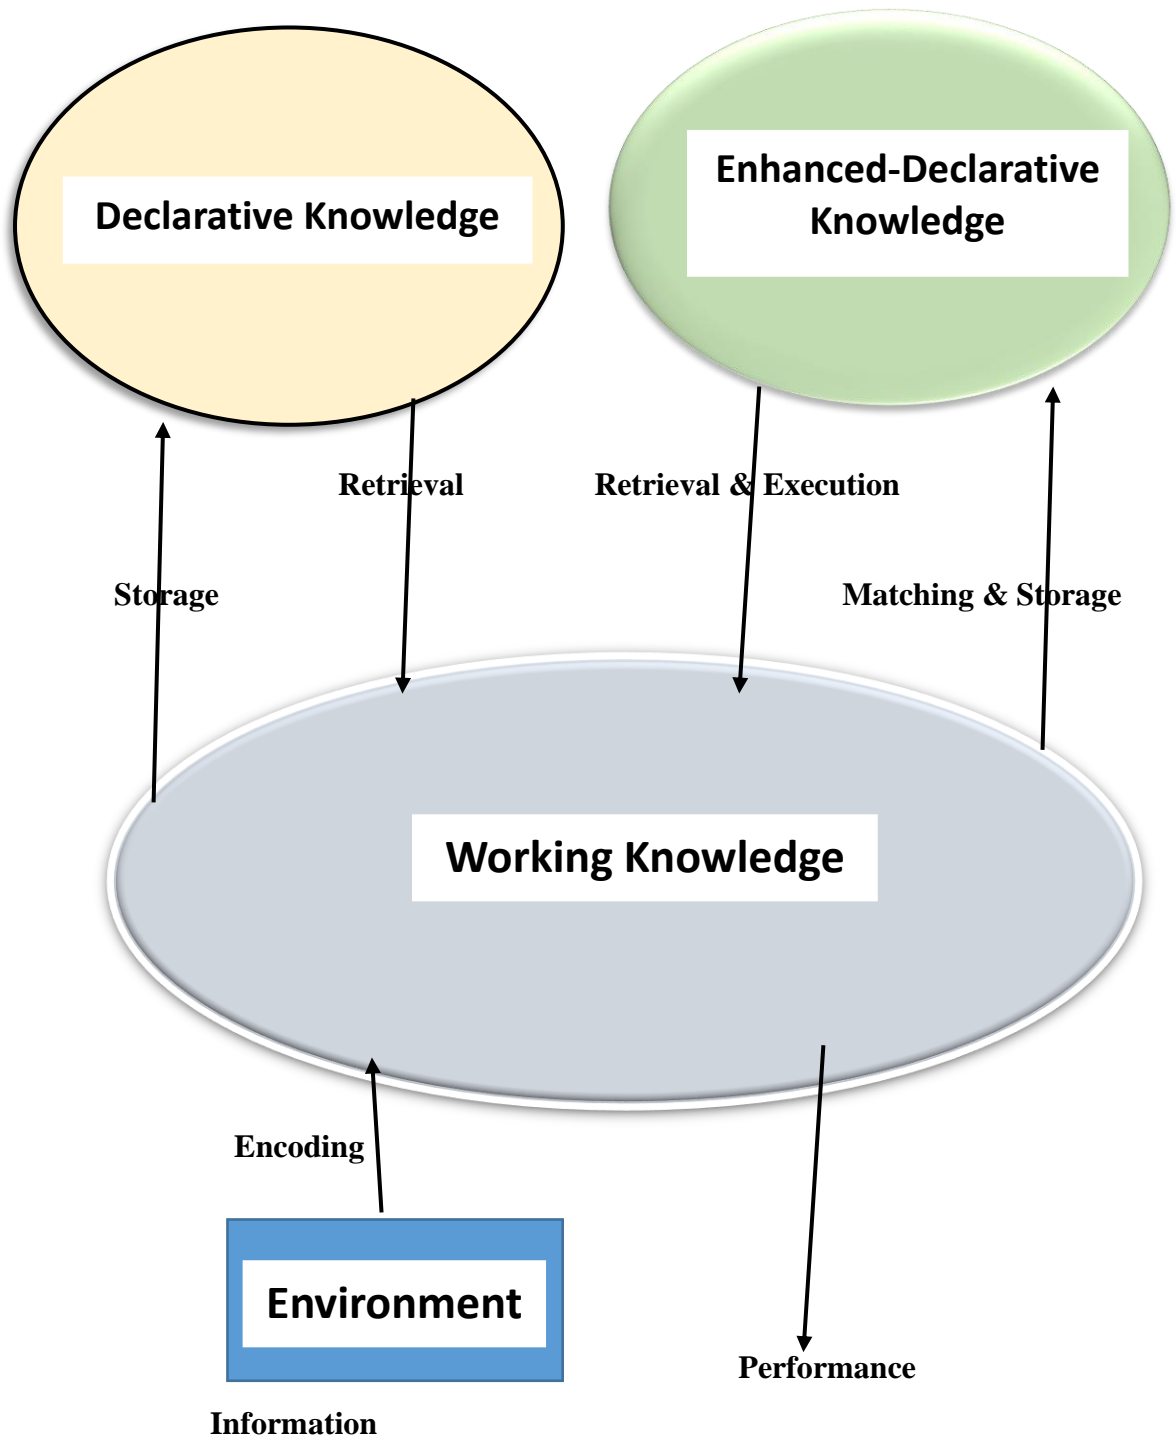 Declarative Knowledge
Enhanced-Declarative
Knowledge
Retrieval
Retrieval & Execution
Storage
Matching & Storage
Working Knowledge
Encoding
Environment
Performance
Information